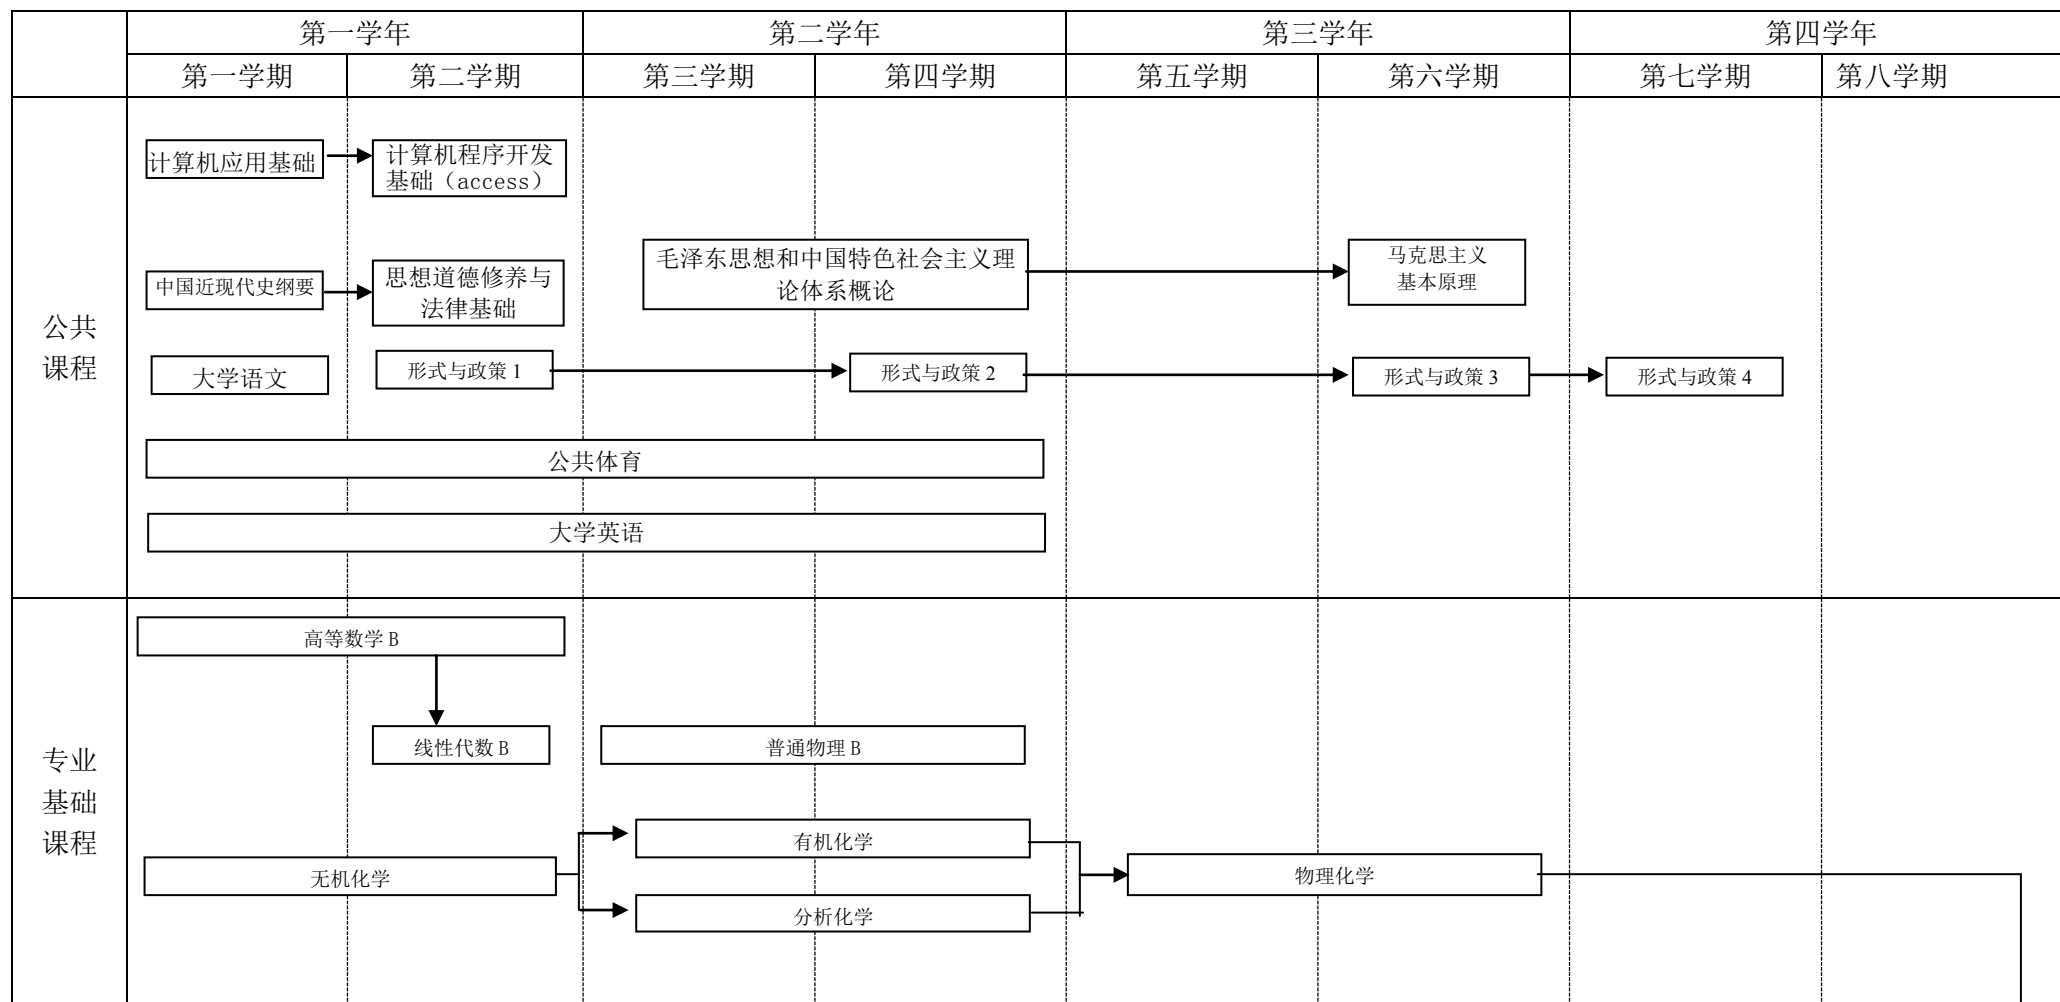 第一学年
第二学年
第三学年
第四学年
第一学期
第二学期
第三学期
第四学期
第五学期
第六学期
第七学期
第八学期
公共
课程
计算机应用基础
计算机程序开发
基础（access）
中国近现代史纲要
思想道德修养与
法律基础
毛泽东思想和中国特色社会主义理
论体系概论
马克思主义
基本原理
大学语文
形式与政策 1
形式与政策 2
形式与政策 3
形式与政策 4
公共体育
大学英语
专业
基础
课程
高等数学 B
线性代数 B
普通物理 B
无机化学
有机化学
分析化学
物理化学